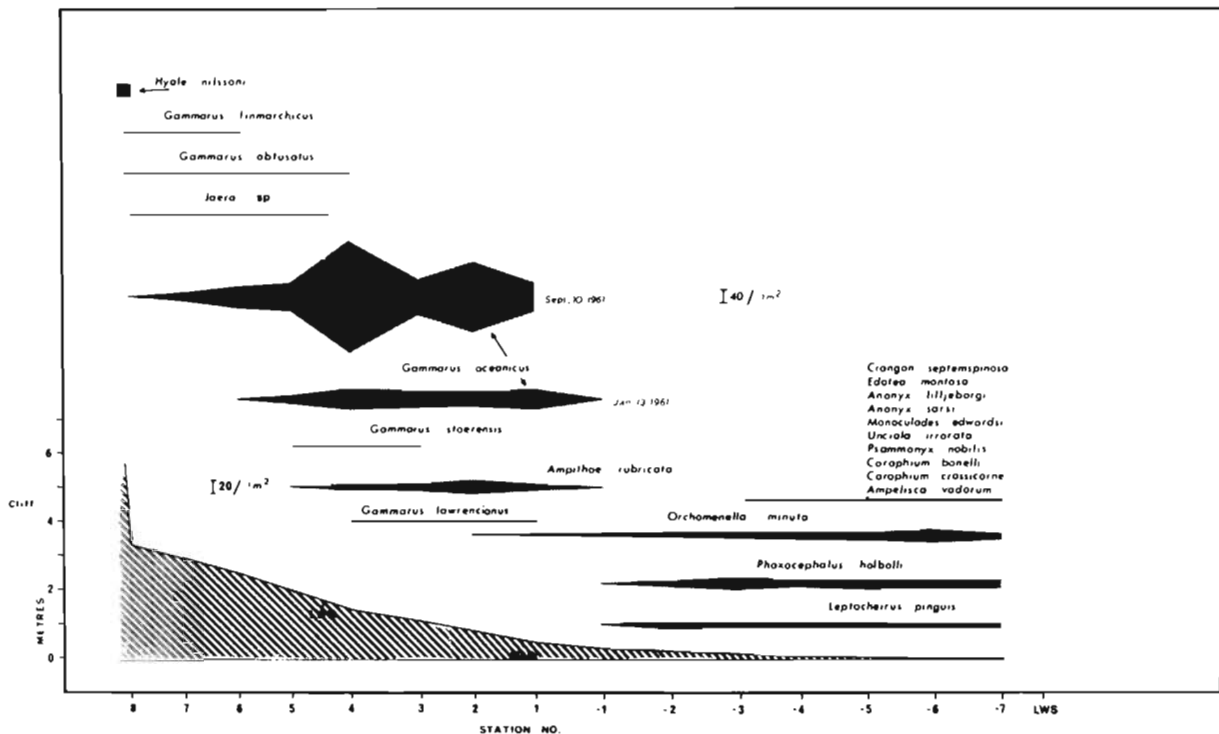 Hyale nilssoni
Gammarus finmarchicus
Gammarus obtusatus
Jaera sp
Sept. 10 1961
40 / 1m²
Gammarus oceanicus
Jan 13 1961
Crangon septemspinosa
Edotea montosa
Anonyx lilljeborgi
Anonyx sarsi
Monoculades edwardsi
Unciola irrorata
Psammonyx nobilis
Corophium bonelli
Corophium crassicorne
Ampelisca vadorum
Gammarus stoerensis
Ampithoe rubricata
20 / 1m²
Gammarus lawrencianus
Orchomenella minuta
Phoxocephalus holbolli
Leptocheirus pinguis
Cliff
METRES
6
4
2
0
8 7 6 5 4 3 2 1 -1 -2 -3 -4 -5 -6 -7 LWS
STATION NO.